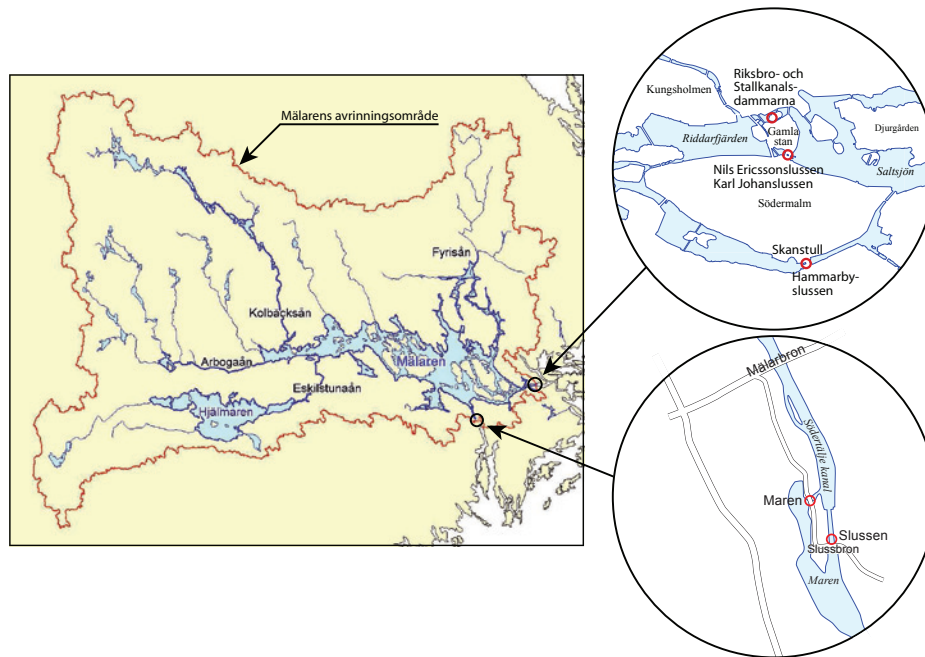 Mälarens avrinningsområde
Fyrisån
Kolbäcksån
Arbogaån
Mälaren
Eskilstunaån
Hjälmaren
Riksbro- och
Stallkanals-
dammarna
Kungsholmen
Djurgården
Gamla
stan
Riddarfjärden
Nils Ericssonslussen
Karl Johanslussen
Saltsjön
Södermalm
Skanstull
Hammarby-
slussen
Mälarbron
Södertälje kanal
Maren
Slussen
Slussbron
Maren